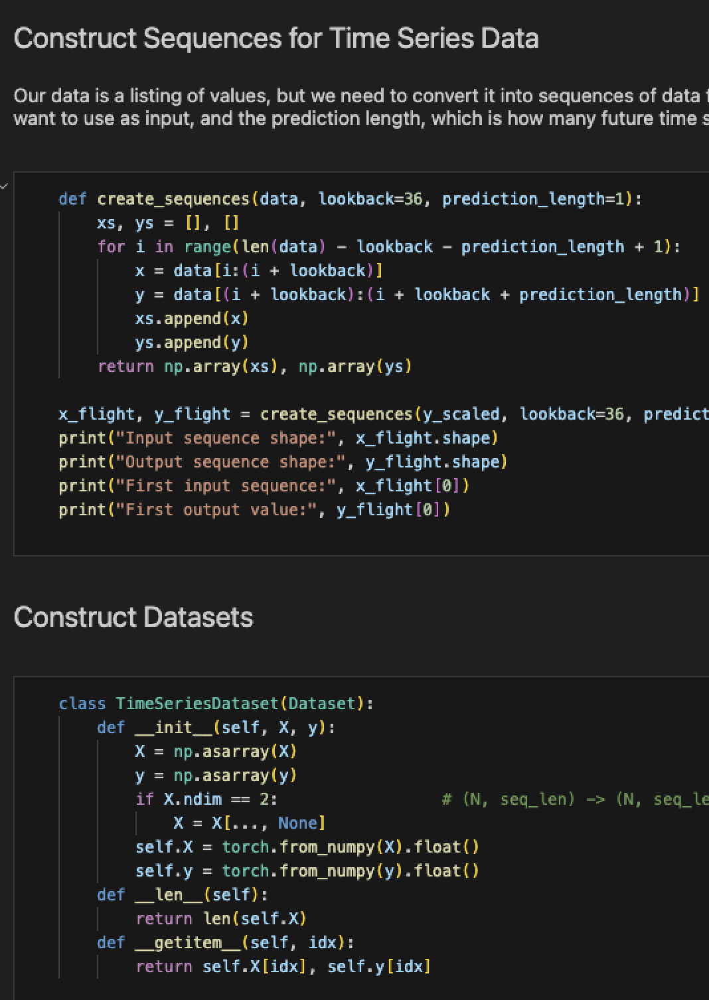 Construct Sequences for Time Series Data
Our data is a listing of values, but we need to convert it into sequences of data
want to use as input, and the prediction length, which is how many future time
def create_sequences(data, lookback=36, prediction_length=1):
    xs, ys = [], []
    for i in range(len(data) - lookback - prediction_length + 1):
        x = data[i:(i + lookback)]
        y = data[(i + lookback):(i + lookback + prediction_length)]
        xs.append(x)
        ys.append(y)
    return np.array(xs), np.array(ys)
x_flight, y_flight = create_sequences(y_scaled, lookback=36, predict
print("Input sequence shape:", x_flight.shape)
print("Output sequence shape:", y_flight.shape)
print("First input sequence:", x_flight[0])
print("First output value:", y_flight[0])
Construct Datasets
class TimeSeriesDataset(Dataset):
    def __init__(self, X, y):
        X = np.asarray(X)
        y = np.asarray(y)
        if X.ndim == 2:                 # (N, seq_len) -> (N, seq_le
            X = X[..., None]
        self.X = torch.from_numpy(X).float()
        self.y = torch.from_numpy(y).float()
    def __len__(self):
        return len(self.X)
    def __getitem__(self, idx):
        return self.X[idx], self.y[idx]